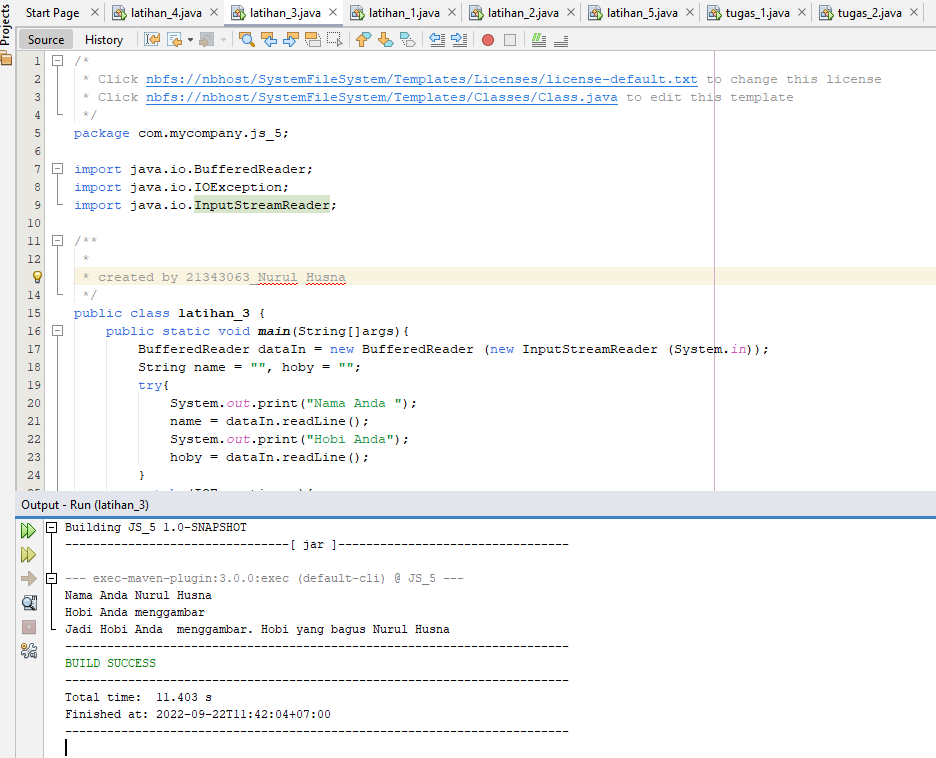 Projects
Start Page latihan_4.java latihan_3.java latihan_1.java latihan_2.java latihan_5.java tugas_1.java tugas_2.java
Source History
1 /*
2 * Click nbfs://nbhost/SystemFileSystem/Templates/Licenses/license-default.txt to change this license
3 * Click nbfs://nbhost/SystemFileSystem/Templates/Classes/Class.java to edit this template
4 */
5 package com.mycompany.js_5;
6
7 import java.io.BufferedReader;
8 import java.io.IOException;
9 import java.io.InputStreamReader;
10
11 /**
12 *
* created by 21343063_Nurul Husna
14 */
15 public class latihan_3 {
16 public static void main(String[]args){
17 BufferedReader dataIn = new BufferedReader (new InputStreamReader (System.in));
18 String name = "", hoby = "";
19 try{
20 System.out.print("Nama Anda ");
21 name = dataIn.readLine();
22 System.out.print("Hobi Anda");
23 hoby = dataIn.readLine();
24 }
Output - Run (latihan_3)
Building JS_5 1.0-SNAPSHOT
--------------------------------[ jar ]---------------------------------
--- exec-maven-plugin:3.0.0:exec (default-cli) @ JS_5 ---
Nama Anda Nurul Husna
Hobi Anda menggambar
Jadi Hobi Anda  menggambar. Hobi yang bagus Nurul Husna
------------------------------------------------------------------------
BUILD SUCCESS
------------------------------------------------------------------------
Total time:  11.403 s
Finished at: 2022-09-22T11:42:04+07:00
------------------------------------------------------------------------